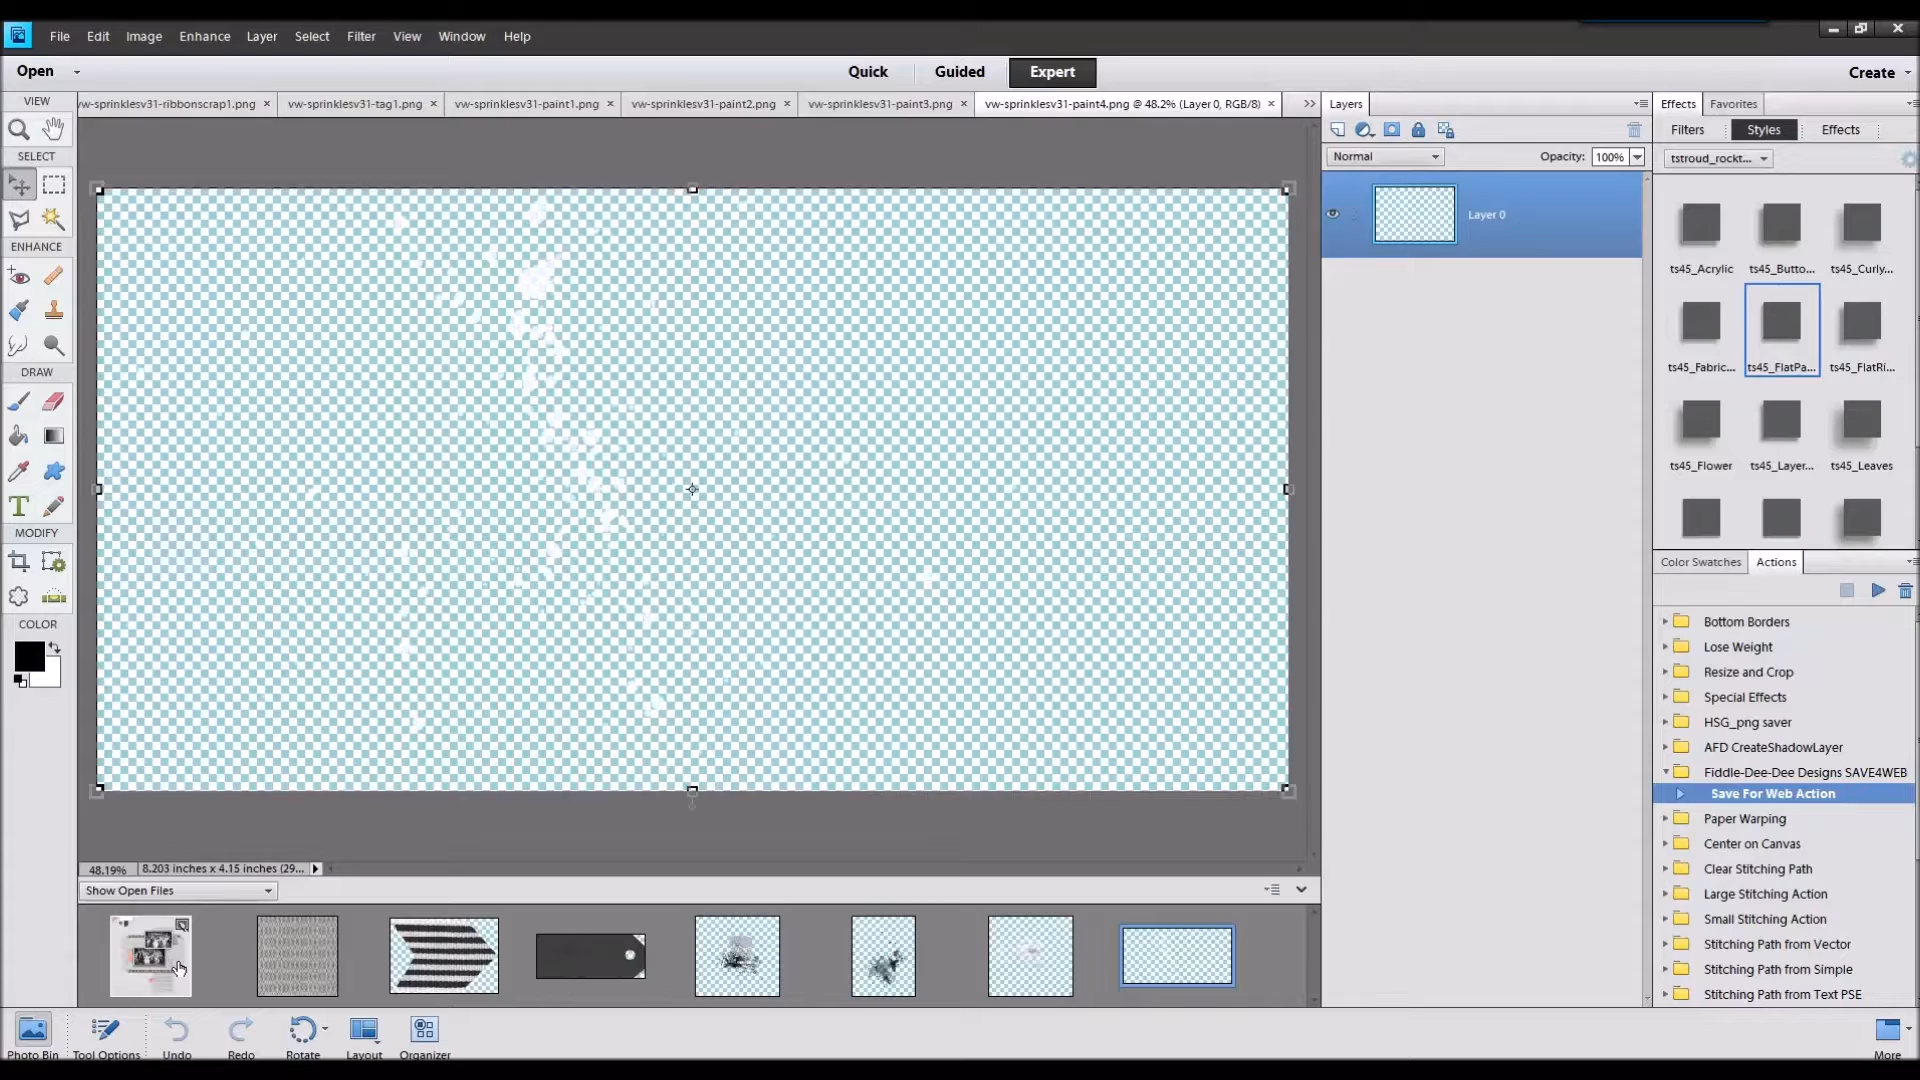 File Edit Image Enhance Layer Select Filter View Window Help
Open Quick Guided Expert Create
VIEW
vw-sprinklesv31-ribbonscrap1.png × vw-sprinklesv31-tag1.png × vw-sprinklesv31-paint1.png × vw-sprinklesv31-paint2.png × vw-sprinklesv31-paint3.png × vw-sprinklesv31-paint4.png @ 48.2% (Layer 0, RGB/8) ×
Layers
Effects Favorites
Filters Styles Effects
SELECT
Normal Opacity: 100%
tstroud_rockt...
Layer 0
ENHANCE
ts45_Acrylic ts45_Butto... ts45_Curly...
ts45_Fabric... ts45_FlatPa... ts45_FlatRi...
DRAW
ts45_Flower ts45_Layer... ts45_Leaves
T
MODIFY
COLOR
Color Swatches Actions
Bottom Borders
Lose Weight
Resize and Crop
Special Effects
HSG_png saver
AFD CreateShadowLayer
Fiddle-Dee-Dee Designs SAVE4WEB
Save For Web Action
Paper Warping
Center on Canvas
Clear Stitching Path
Large Stitching Action
Small Stitching Action
Stitching Path from Vector
Stitching Path from Simple
Stitching Path from Text PSE
48.19% 8.203 inches x 4.15 inches (29...
Show Open Files
Photo Bin Tool Options Undo Redo Rotate Layout Organizer More